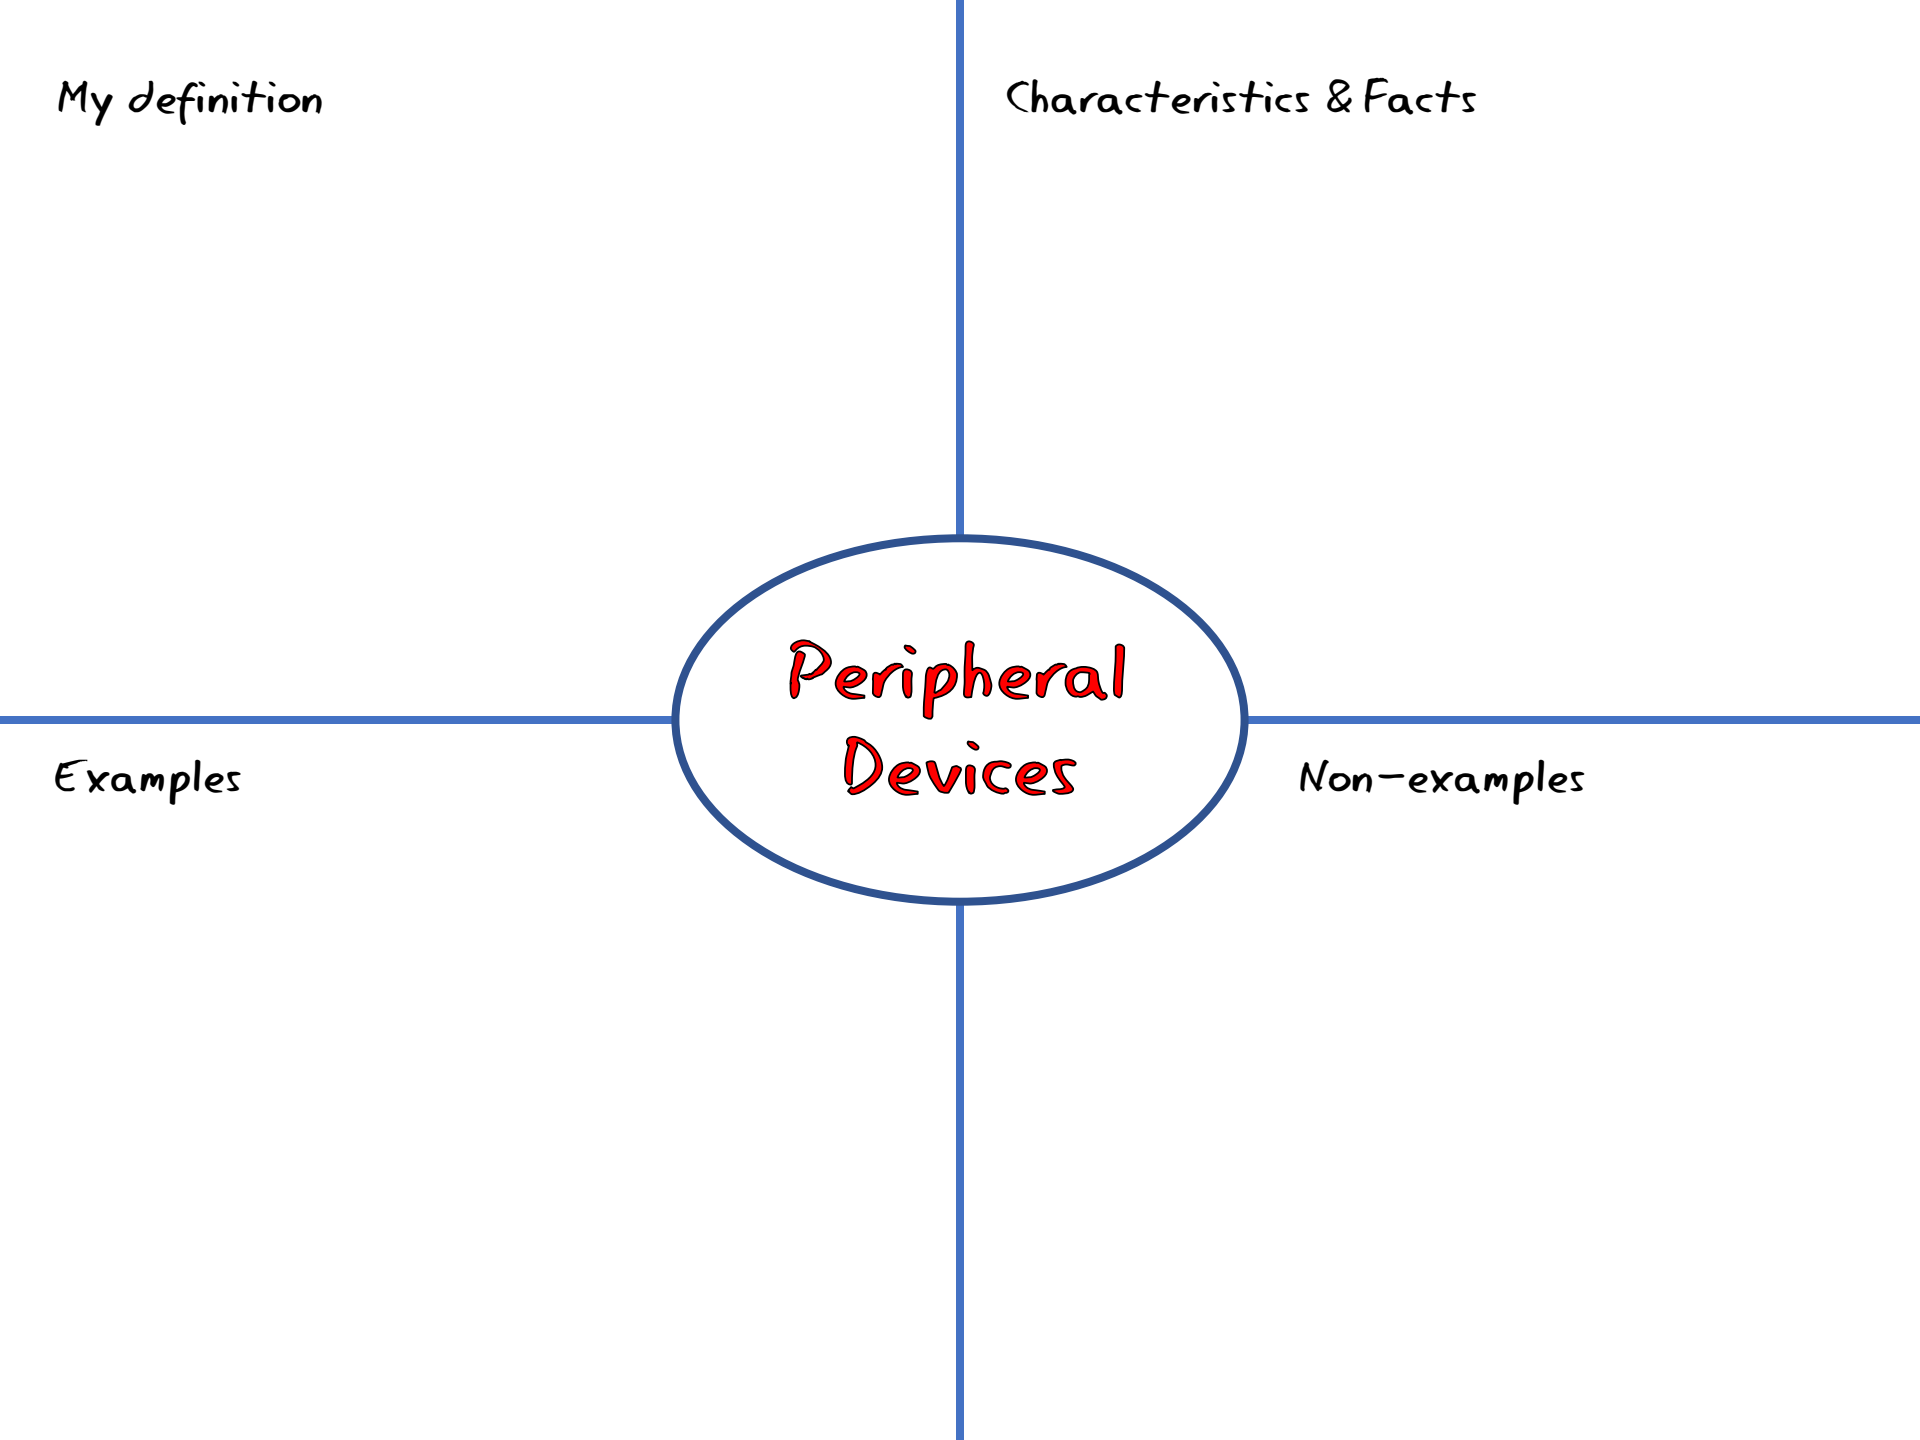 My definition
Characteristics & Facts
Peripheral
Devices
Examples
Non-examples